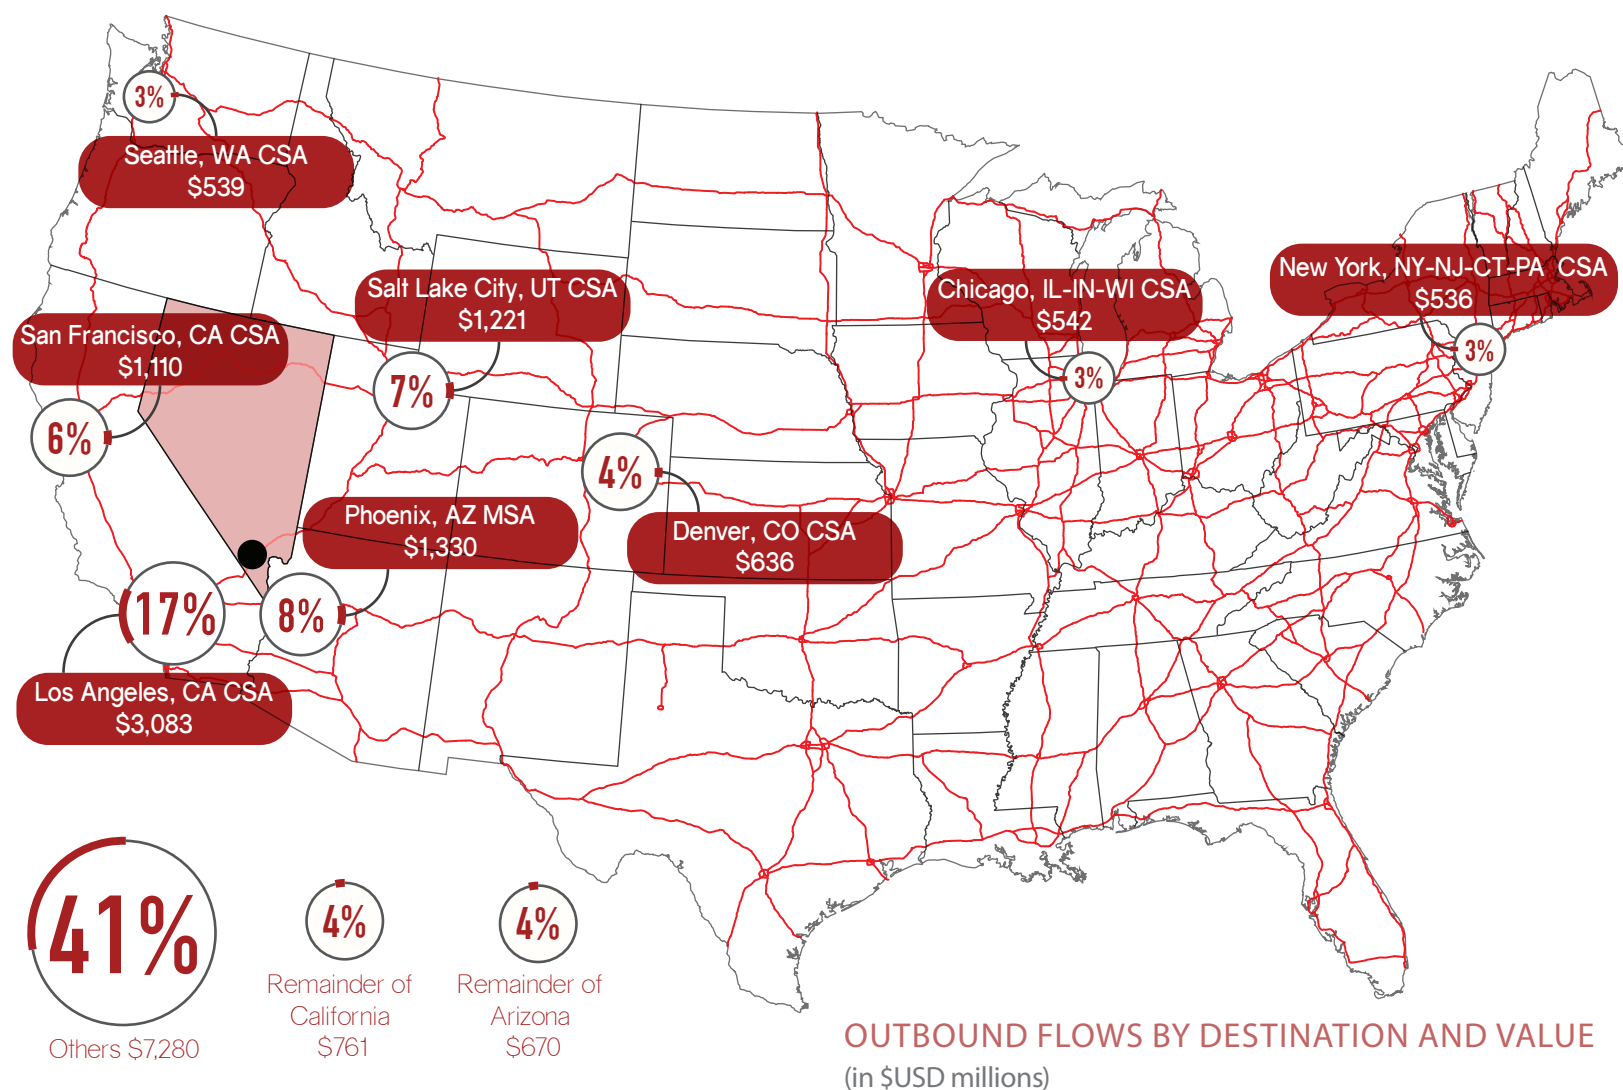 3%
Seattle, WA CSA
$539
Salt Lake City, UT CSA
$1,221
7%
Chicago, IL-IN-WI CSA
$542
3%
New York, NY-NJ-CT-PA CSA
$536
3%
San Francisco, CA CSA
$1,110
6%
4%
Denver, CO CSA
$636
Phoenix, AZ MSA
$1,330
8%
17%
Los Angeles, CA CSA
$3,083
41%
Others $7,280
4%
Remainder of
California
$761
4%
Remainder of
Arizona
$670
OUTBOUND FLOWS BY DESTINATION AND VALUE
(in $USD millions)